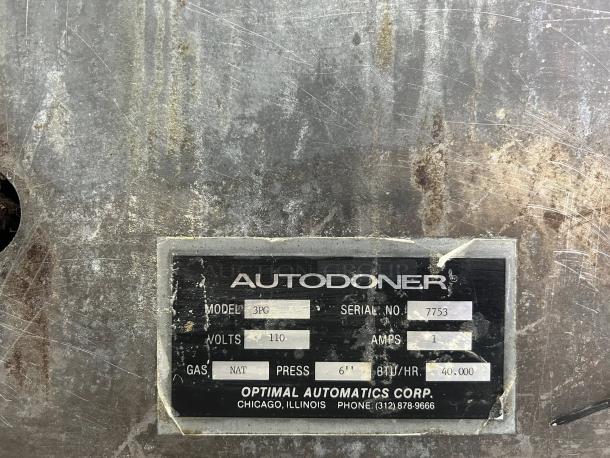 AUTODONER®
MODEL 3PG SERIAL NO. 7753
VOLTS 110 AMPS 1
GAS NAT PRESS 6'' BTU/HR. 40.000
OPTIMAL AUTOMATICS CORP.
CHICAGO, ILLINOIS PHONE (312) 878-9666